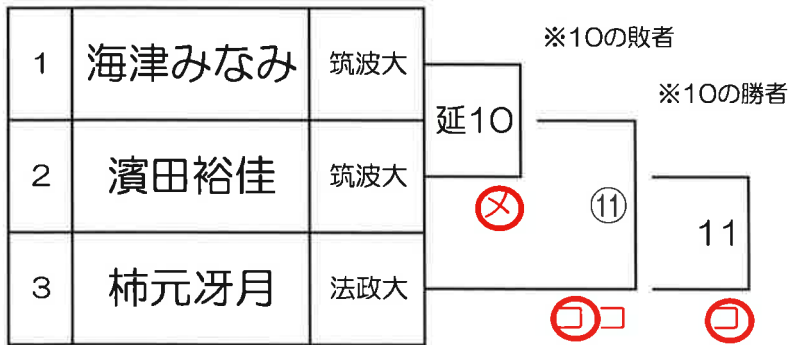 ※10の敗者
1 海津みなみ 筑波大
※10の勝者
延10
2 濱田裕佳 筑波大
メ
⑪
11
3 柿元冴月 法政大
ココ
コ